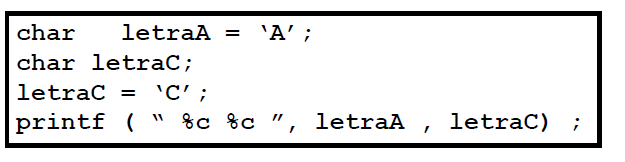 char   letraA = ‘A’;
char letraC;
letraC = ‘C’;
printf ( “ %c %c ”, letraA , letraC) ;